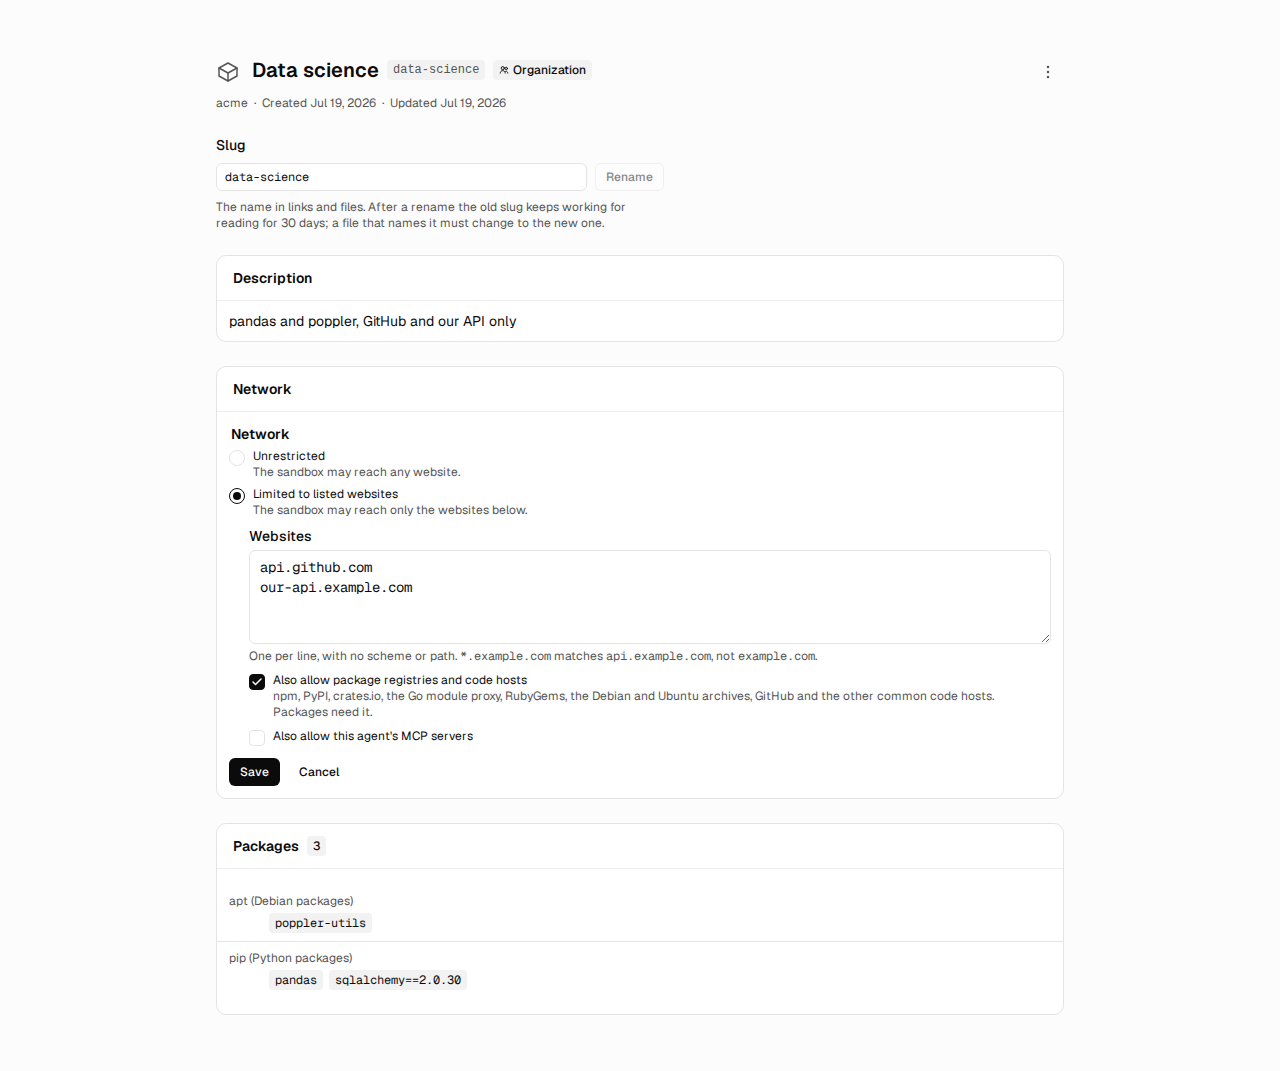 Data science data-science Organization
acme · Created Jul 19, 2026 · Updated Jul 19, 2026
Slug
data-science Rename
The name in links and files. After a rename the old slug keeps working for
reading for 30 days; a file that names it must change to the new one.
Description
pandas and poppler, GitHub and our API only
Network
Network
Unrestricted
The sandbox may reach any website.
Limited to listed websites
The sandbox may reach only the websites below.
Websites
api.github.com
our-api.example.com
One per line, with no scheme or path. *.example.com matches api.example.com, not example.com.
Also allow package registries and code hosts
npm, PyPI, crates.io, the Go module proxy, RubyGems, the Debian and Ubuntu archives, GitHub and the other common code hosts.
Packages need it.
Also allow this agent's MCP servers
Save Cancel
Packages 3
apt (Debian packages)
poppler-utils
pip (Python packages)
pandas sqlalchemy==2.0.30